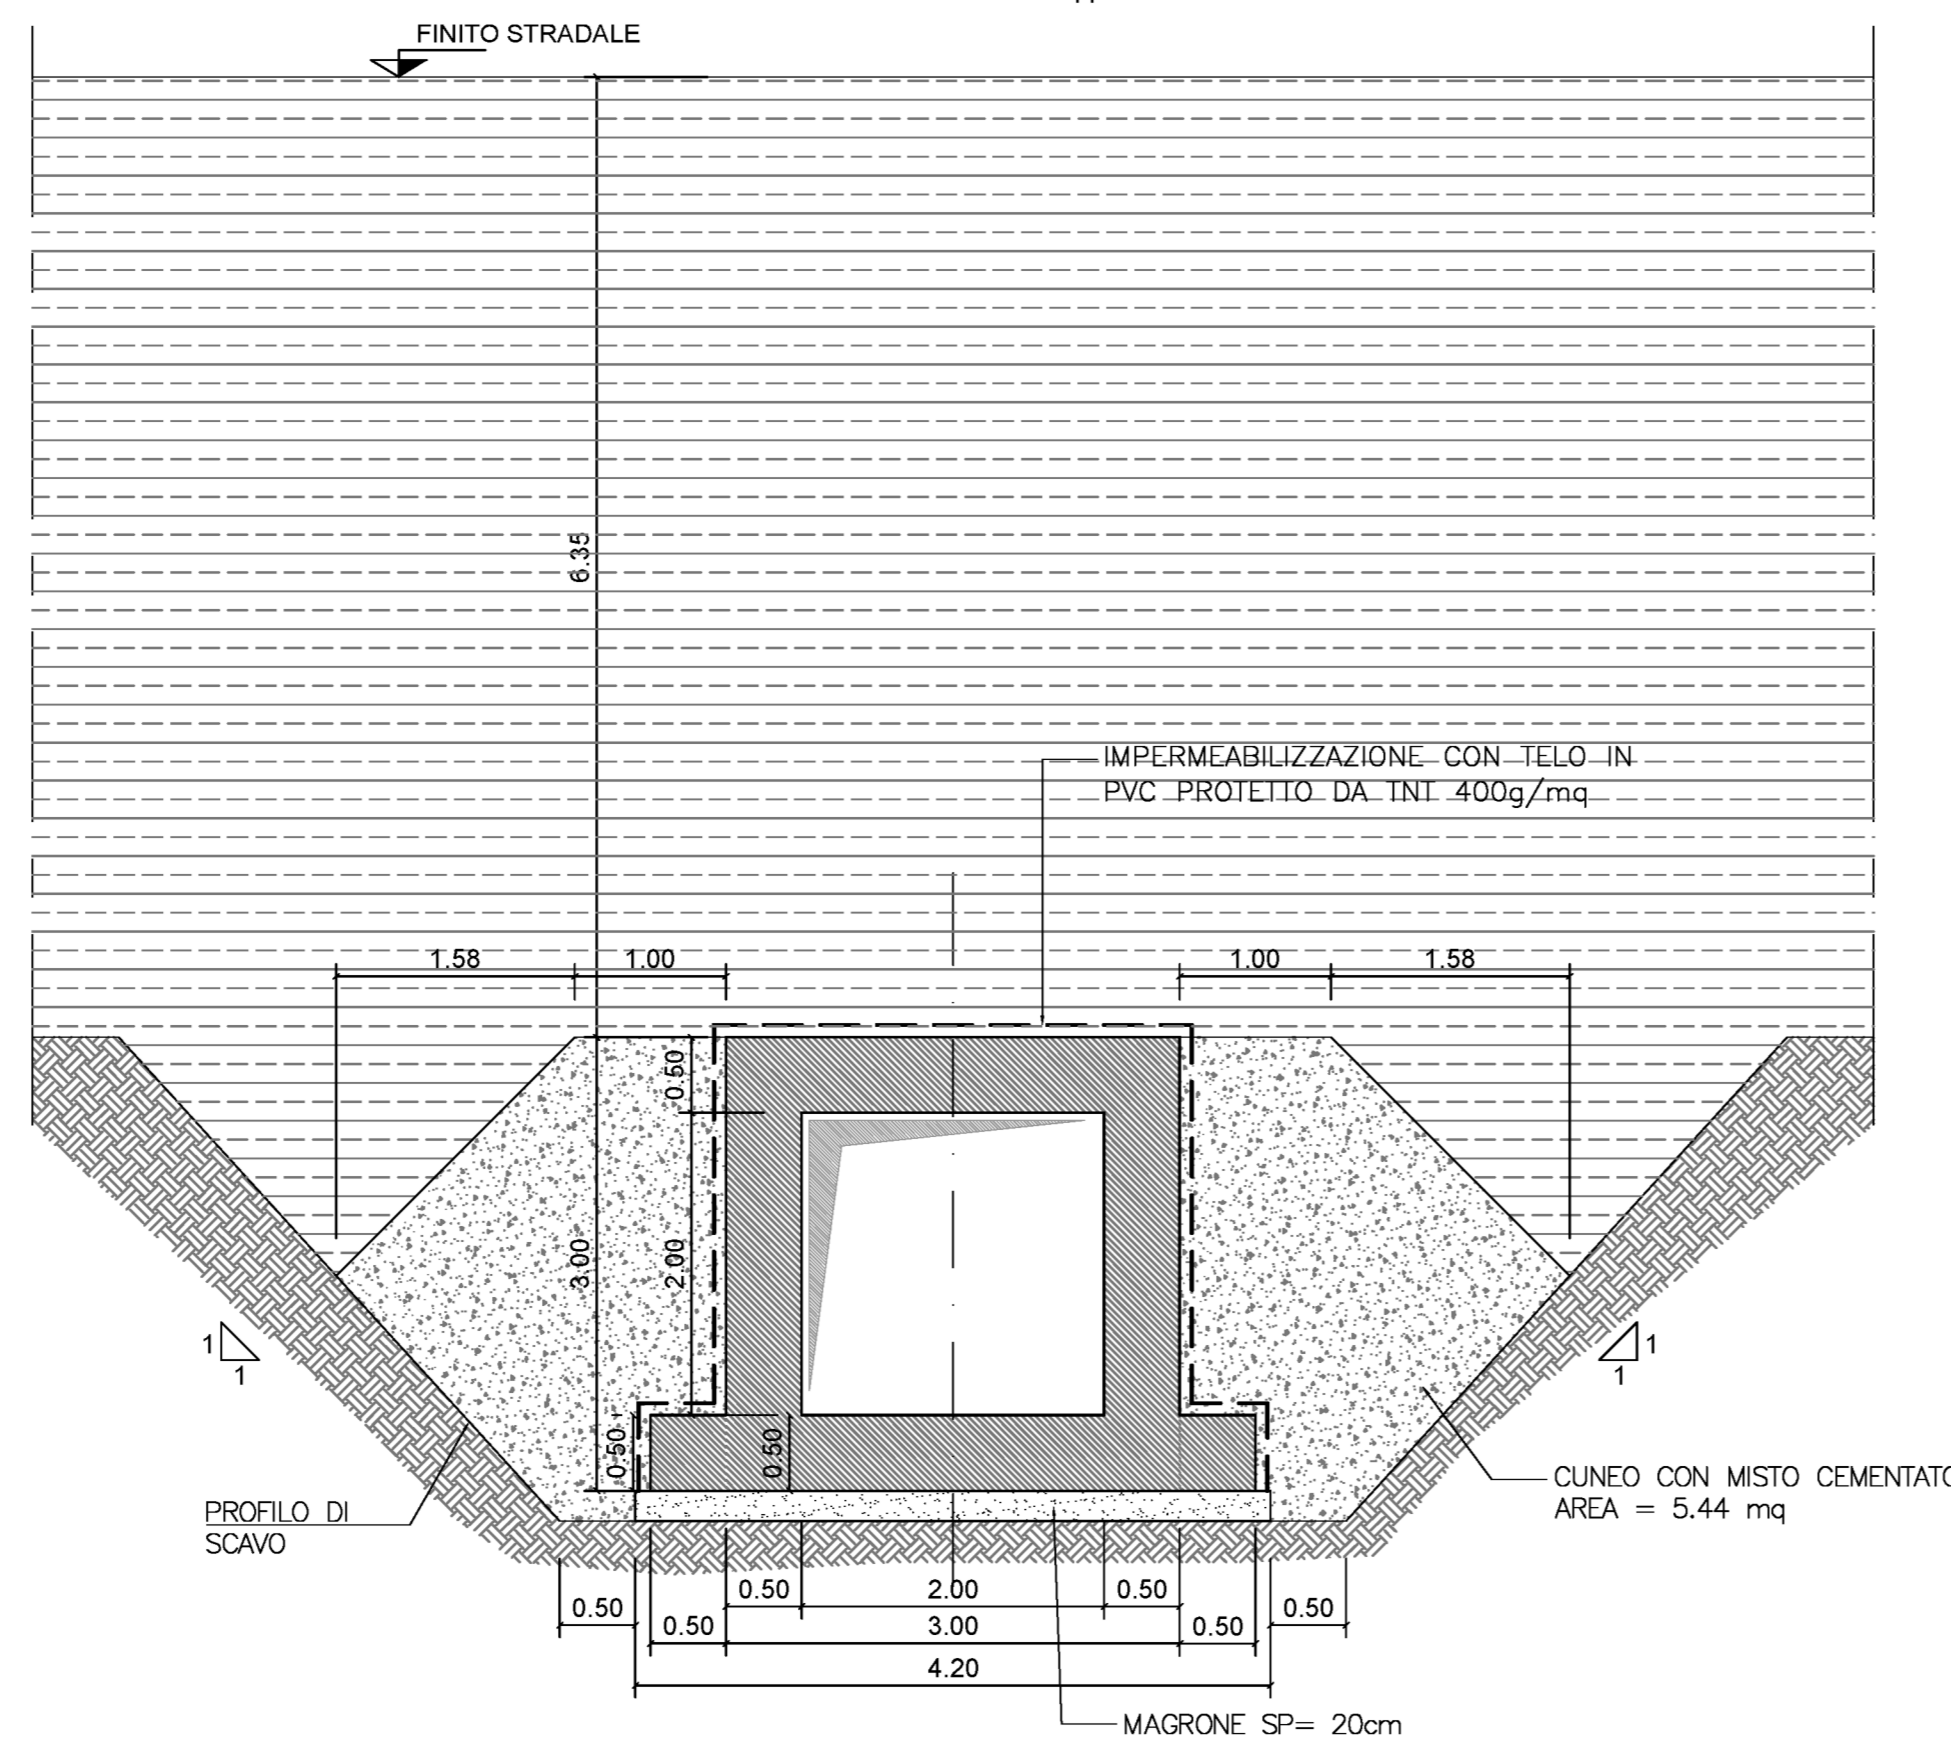 FINITO STRADALE
6.35
IMPERMEABILIZZAZIONE CON TELO IN
PVC PROTETTO DA TNT 400g/mq
1.58
1.00
1.00
1.58
0.50
3.00
2.00
1
1
1
1
0.50
0.50
PROFILO DI
SCAVO
CUNEO CON MISTO CEMENTATO
AREA = 5.44 mq
0.50
2.00
0.50
0.50
0.50
0.50
3.00
0.50
4.20
MAGRONE SP= 20cm